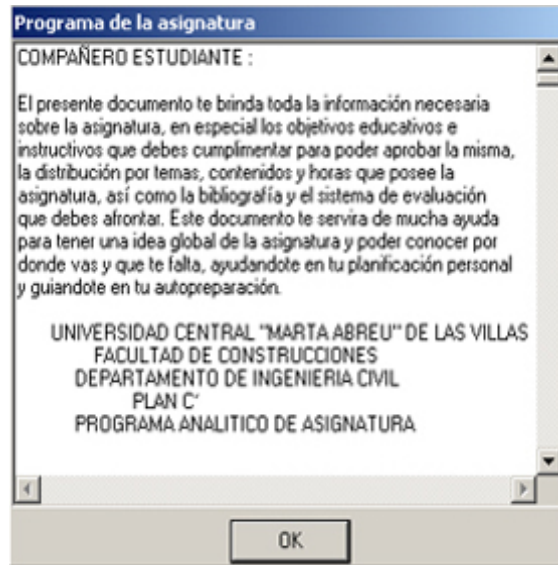 Programa de la asignatura
COMPAÑERO ESTUDIANTE :
El presente documento te brinda toda la información necesaria
sobre la asignatura, en especial los objetivos educativos e
instructivos que debes cumplimentar para poder aprobar la misma,
la distribución por temas, contenidos y horas que posee la
asignatura, así como la bibliografía y el sistema de evaluación
que debes afrontar. Este documento te servira de mucha ayuda
para tener una idea global de la asignatura y poder conocer por
donde vas y que te falta, ayudandote en tu planificación personal
y guiandote en tu autopreparación.
UNIVERSIDAD CENTRAL "MARTA ABREU" DE LAS VILLAS
FACULTAD DE CONSTRUCCIONES
DEPARTAMENTO DE INGENIERIA CIVIL
PLAN C´
PROGRAMA ANALITICO DE ASIGNATURA
OK